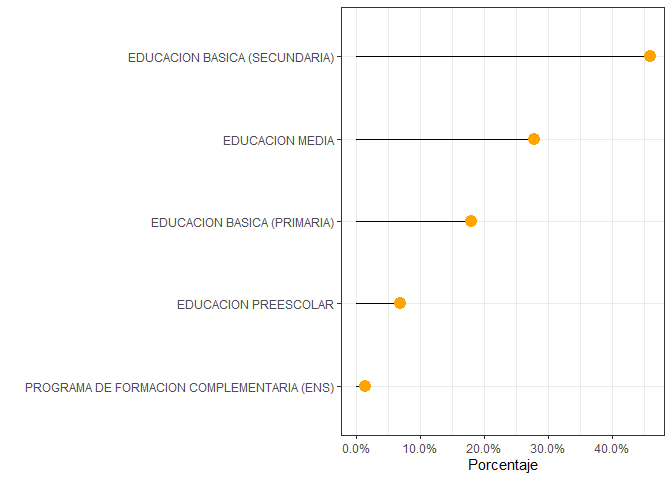 EDUCACION BASICA (SECUNDARIA)
EDUCACION MEDIA
EDUCACION BASICA (PRIMARIA)
EDUCACION PREESCOLAR
PROGRAMA DE FORMACION COMPLEMENTARIA (ENS)
0.0% 10.0% 20.0% 30.0% 40.0%
Porcentaje